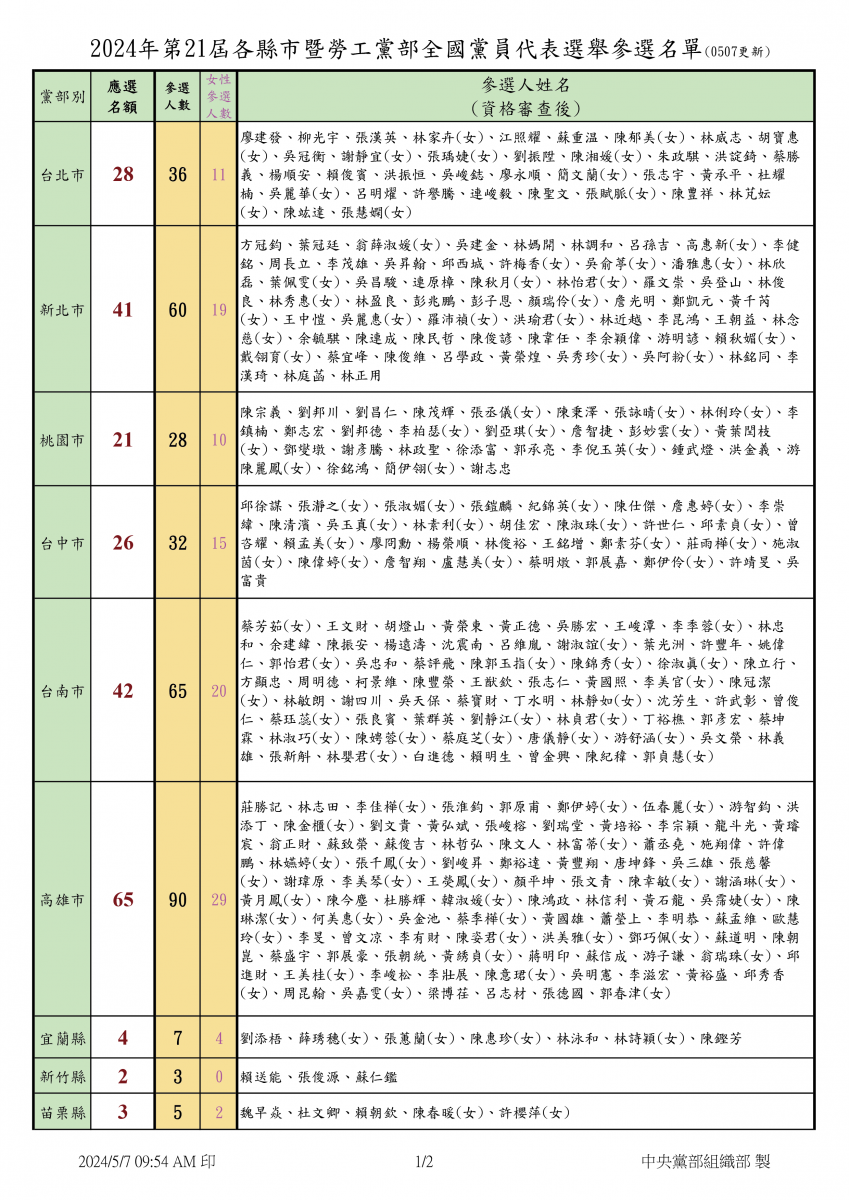 2024年第21屆各縣市暨勞工黨部全國黨員代表選舉參選名單(0507更新)
黨部別
應選
名額
參選
人數
女性
參選
人數
參選人姓名
(資格審查後)
台北市
28
36
11
廖建發、柳光宇、張漢英、林家卉(女)、江照耀、蘇重溫、陳郁美(女)、林威志、胡寶惠
(女)、吳冠衡、謝靜宜(女)、張瑀婕(女)、劉振陞、陳湘媛(女)、朱政騏、洪錠錡、蔡勝
義、楊順安、賴俊賓、洪振恒、吳峻鋕、廖永順、簡文蘭(女)、張志宇、黃承平、杜耀
楠、吳麗華(女)、呂明燿、許譽騰、連峻毅、陳聖文、張賦脈(女)、陳豊祥、林芃妘
(女)、陳竑達、張慧嫻(女)
新北市
41
60
19
方冠鈞、葉冠廷、翁薛淑媛(女)、吳建金、林媽開、林調和、呂孫吉、高惠新(女)、李健
銘、周長立、李茂雄、吳昇翰、邱西城、許梅香(女)、吳俞葶(女)、潘雅惠(女)、林欣
磊、葉佩雯(女)、吳昌駿、連原樟、陳秋月(女)、林怡君(女)、羅文崇、吳登山、林俊
良、林秀惠(女)、林盈良、彭兆鵬、彭子恩、顏瑞伶(女)、詹光明、鄭凱元、黃千芮
(女)、王中愷、吳麗惠(女)、羅沛禎(女)、洪瑜君(女)、林近越、李昆鴻、王朝益、林念
慈(女)、余毓騏、陳連成、陳民哲、陳俊諺、陳韋任、李余穎偉、游明諺、賴秋媚(女)、
戴翎育(女)、蔡宜峰、陳俊維、呂學政、黃榮煌、吳秀珍(女)、吳阿粉(女)、林銘同、李
漢琦、林庭菡、林正用
桃園市
21
28
10
陳宗義、劉邦川、劉昌仁、陳茂輝、張丞儀(女)、陳秉澤、張詠晴(女)、林俐玲(女)、李
鎮楠、鄭志宏、劉邦德、李柏瑟(女)、劉亞琪(女)、詹智捷、彭妙雲(女)、黃葉閏枝
(女)、鄧燮墩、謝彥騰、林政聖、徐添富、郭承亮、李倪玉英(女)、鍾武燈、洪金義、游
陳麗鳳(女)、徐銘鴻、簡伊翎(女)、謝志忠
台中市
26
32
15
邱徐謀、張瀞之(女)、張淑媚(女)、張鎧麟、紀錦英(女)、陳仕傑、詹惠婷(女)、李崇
緯、陳清濱、吳玉真(女)、林素利(女)、胡佳宏、陳淑珠(女)、許世仁、邱素貞(女)、曾
咨耀、賴孟美(女)、廖冏勳、楊榮順、林俊裕、王銘增、鄭素芬(女)、莊雨樺(女)、施淑
茵(女)、陳偉婷(女)、詹智翔、盧慧美(女)、蔡明燉、郭展嘉、鄭伊伶(女)、許靖旻、吳
富貴
台南市
42
65
20
蔡芳茹(女)、王文財、胡燈山、黃榮東、黃正德、吳勝宏、王峻潭、李季蓉(女)、林忠
和、余建緯、陳振安、楊遠濤、沈震南、呂維胤、謝淑誼(女)、葉光洲、許豐年、姚偉
仁、郭怡君(女)、吳忠和、蔡評飛、陳郭玉指(女)、陳錦秀(女)、徐淑貞(女)、陳立行、
方顯忠、周明德、柯景維、陳豐榮、王猷欽、張志仁、黃國照、李美官(女)、陳冠潔
(女)、林敏朗、謝四川、吳天保、蔡寶財、丁水明、林靜如(女)、沈芳生、許武彰、曾俊
仁、蔡珏蕊(女)、張良賓、葉群英、劉靜江(女)、林貞君(女)、丁裕樵、郭彥宏、蔡坤
霖、林淑巧(女)、陳娉蓉(女)、蔡庭芝(女)、唐儀靜(女)、游舒涵(女)、吳文榮、林義
雄、張新斛、林嬰君(女)、白進德、賴明生、曾金興、陳紀穕、郭貞慧(女)
高雄市
65
90
29
莊勝記、林志田、李佳樺(女)、張淮鈞、郭原甫、鄭伊婷(女)、伍春麗(女)、游智鈞、洪
添丁、陳金櫃(女)、劉文貴、黃弘斌、張峻榕、劉瑞堂、黃培裕、李宗穎、龍斗光、黃璿
宸、翁正財、蘇致榮、蘇俊吉、林哲弘、陳文人、林富蒂(女)、蕭丞堯、施翔偉、許偉
鵬、林嬿婷(女)、張千鳳(女)、劉峻昇、鄭裕達、黃豐翔、唐坤鋒、吳三雄、張慈馨
(女)、謝瑋原、李美琴(女)、王熒鳳(女)、顏平坤、張文青、陳幸敏(女)、謝涵琳(女)、
黃月鳳(女)、陳今塵、杜勝輝、韓淑媛(女)、陳鴻政、林信利、黃石龍、吳霈婕(女)、陳
琳潔(女)、何美惠(女)、吳金池、蔡季樺(女)、黃國雄、蕭瑩上、李明恭、蘇孟維、歐慧
玲(女)、李旻、曾文凉、李有財、陳姿君(女)、洪美雅(女)、鄧巧佩(女)、蘇道明、陳朝
崑、蔡盛宇、郭展豪、張朝統、黃綉貞(女)、蔣明印、蘇信成、游子謙、翁瑞珠(女)、邱
進財、王美桂(女)、李峻松、李壯展、陳意珺(女)、吳明憲、李滋宏、黃裕盛、邱秀香
(女)、周昆翰、吳嘉雯(女)、梁博荏、呂志材、張德國、郭春津(女)
宜蘭縣
4
7
4
劉添梧、薛琇穗(女)、張蕙蘭(女)、陳惠珍(女)、林泳和、林詩穎(女)、陳鏗芳
新竹縣
2
3
0
賴送能、張俊源、蘇仁鑑
苗栗縣
3
5
2
魏早焱、杜文卿、賴朝欽、陳春暖(女)、許櫻萍(女)
2024/5/7 09:54 AM 印
1/2
中央黨部組織部 製